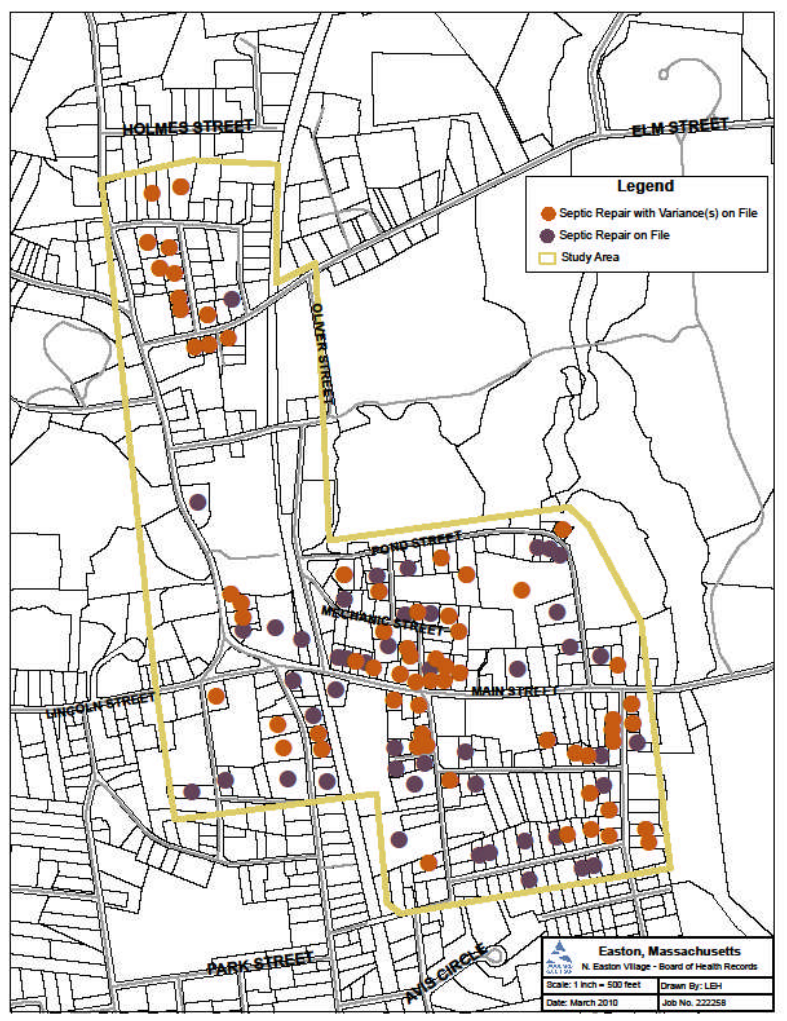 HOLMES STREET
ELM STREET
Legend
Septic Repair with Variance(s) on File
Septic Repair on File
Study Area
OLIVER STREET
POND STREET
MECHANIC STREET
MAIN STREET
LINCOLN STREET
PARK STREET
AVIS CIRCLE
Easton, Massachusetts
N. Easton Village - Board of Health Records
Scale: 1 inch = 500 feet
Drawn By: LEH
Date: March 2010
Job No. 222258